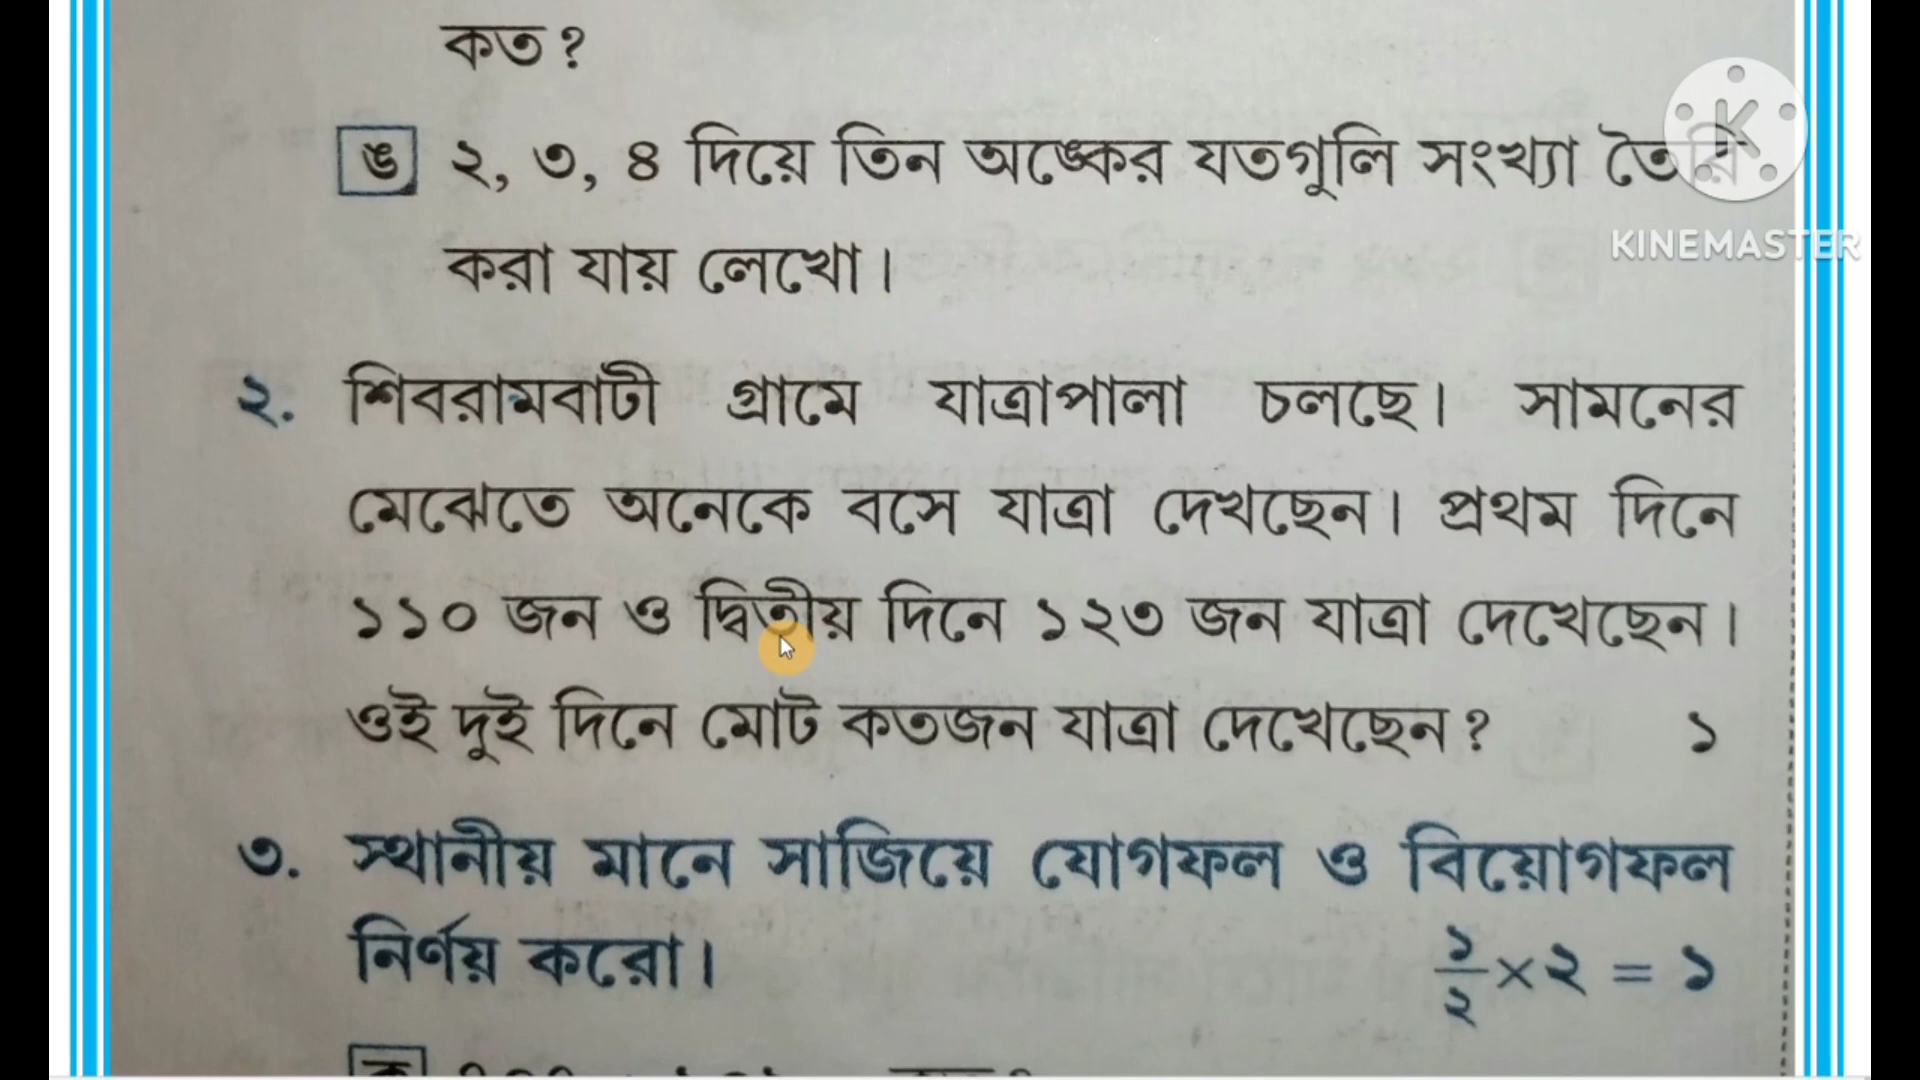 কত?
ঙ ২, ৩, ৪ দিয়ে তিন অঙ্কের যতগুলি সংখ্যা তৈরি
করা যায় লেখো।
KINEMASTER
২. শিবরামবাটী গ্রামে যাত্রাপালা চলছে। সামনের
মেঝেতে অনেকে বসে যাত্রা দেখছেন। প্রথম দিনে
১১০ জন ও দ্বিতীয় দিনে ১২৩ জন যাত্রা দেখেছেন।
ওই দুই দিনে মোট কতজন যাত্রা দেখেছেন? ১
৩. স্থানীয় মানে সাজিয়ে যোগফল ও বিয়োগফল
নির্ণয় করো। ১/২ × ২ = ১